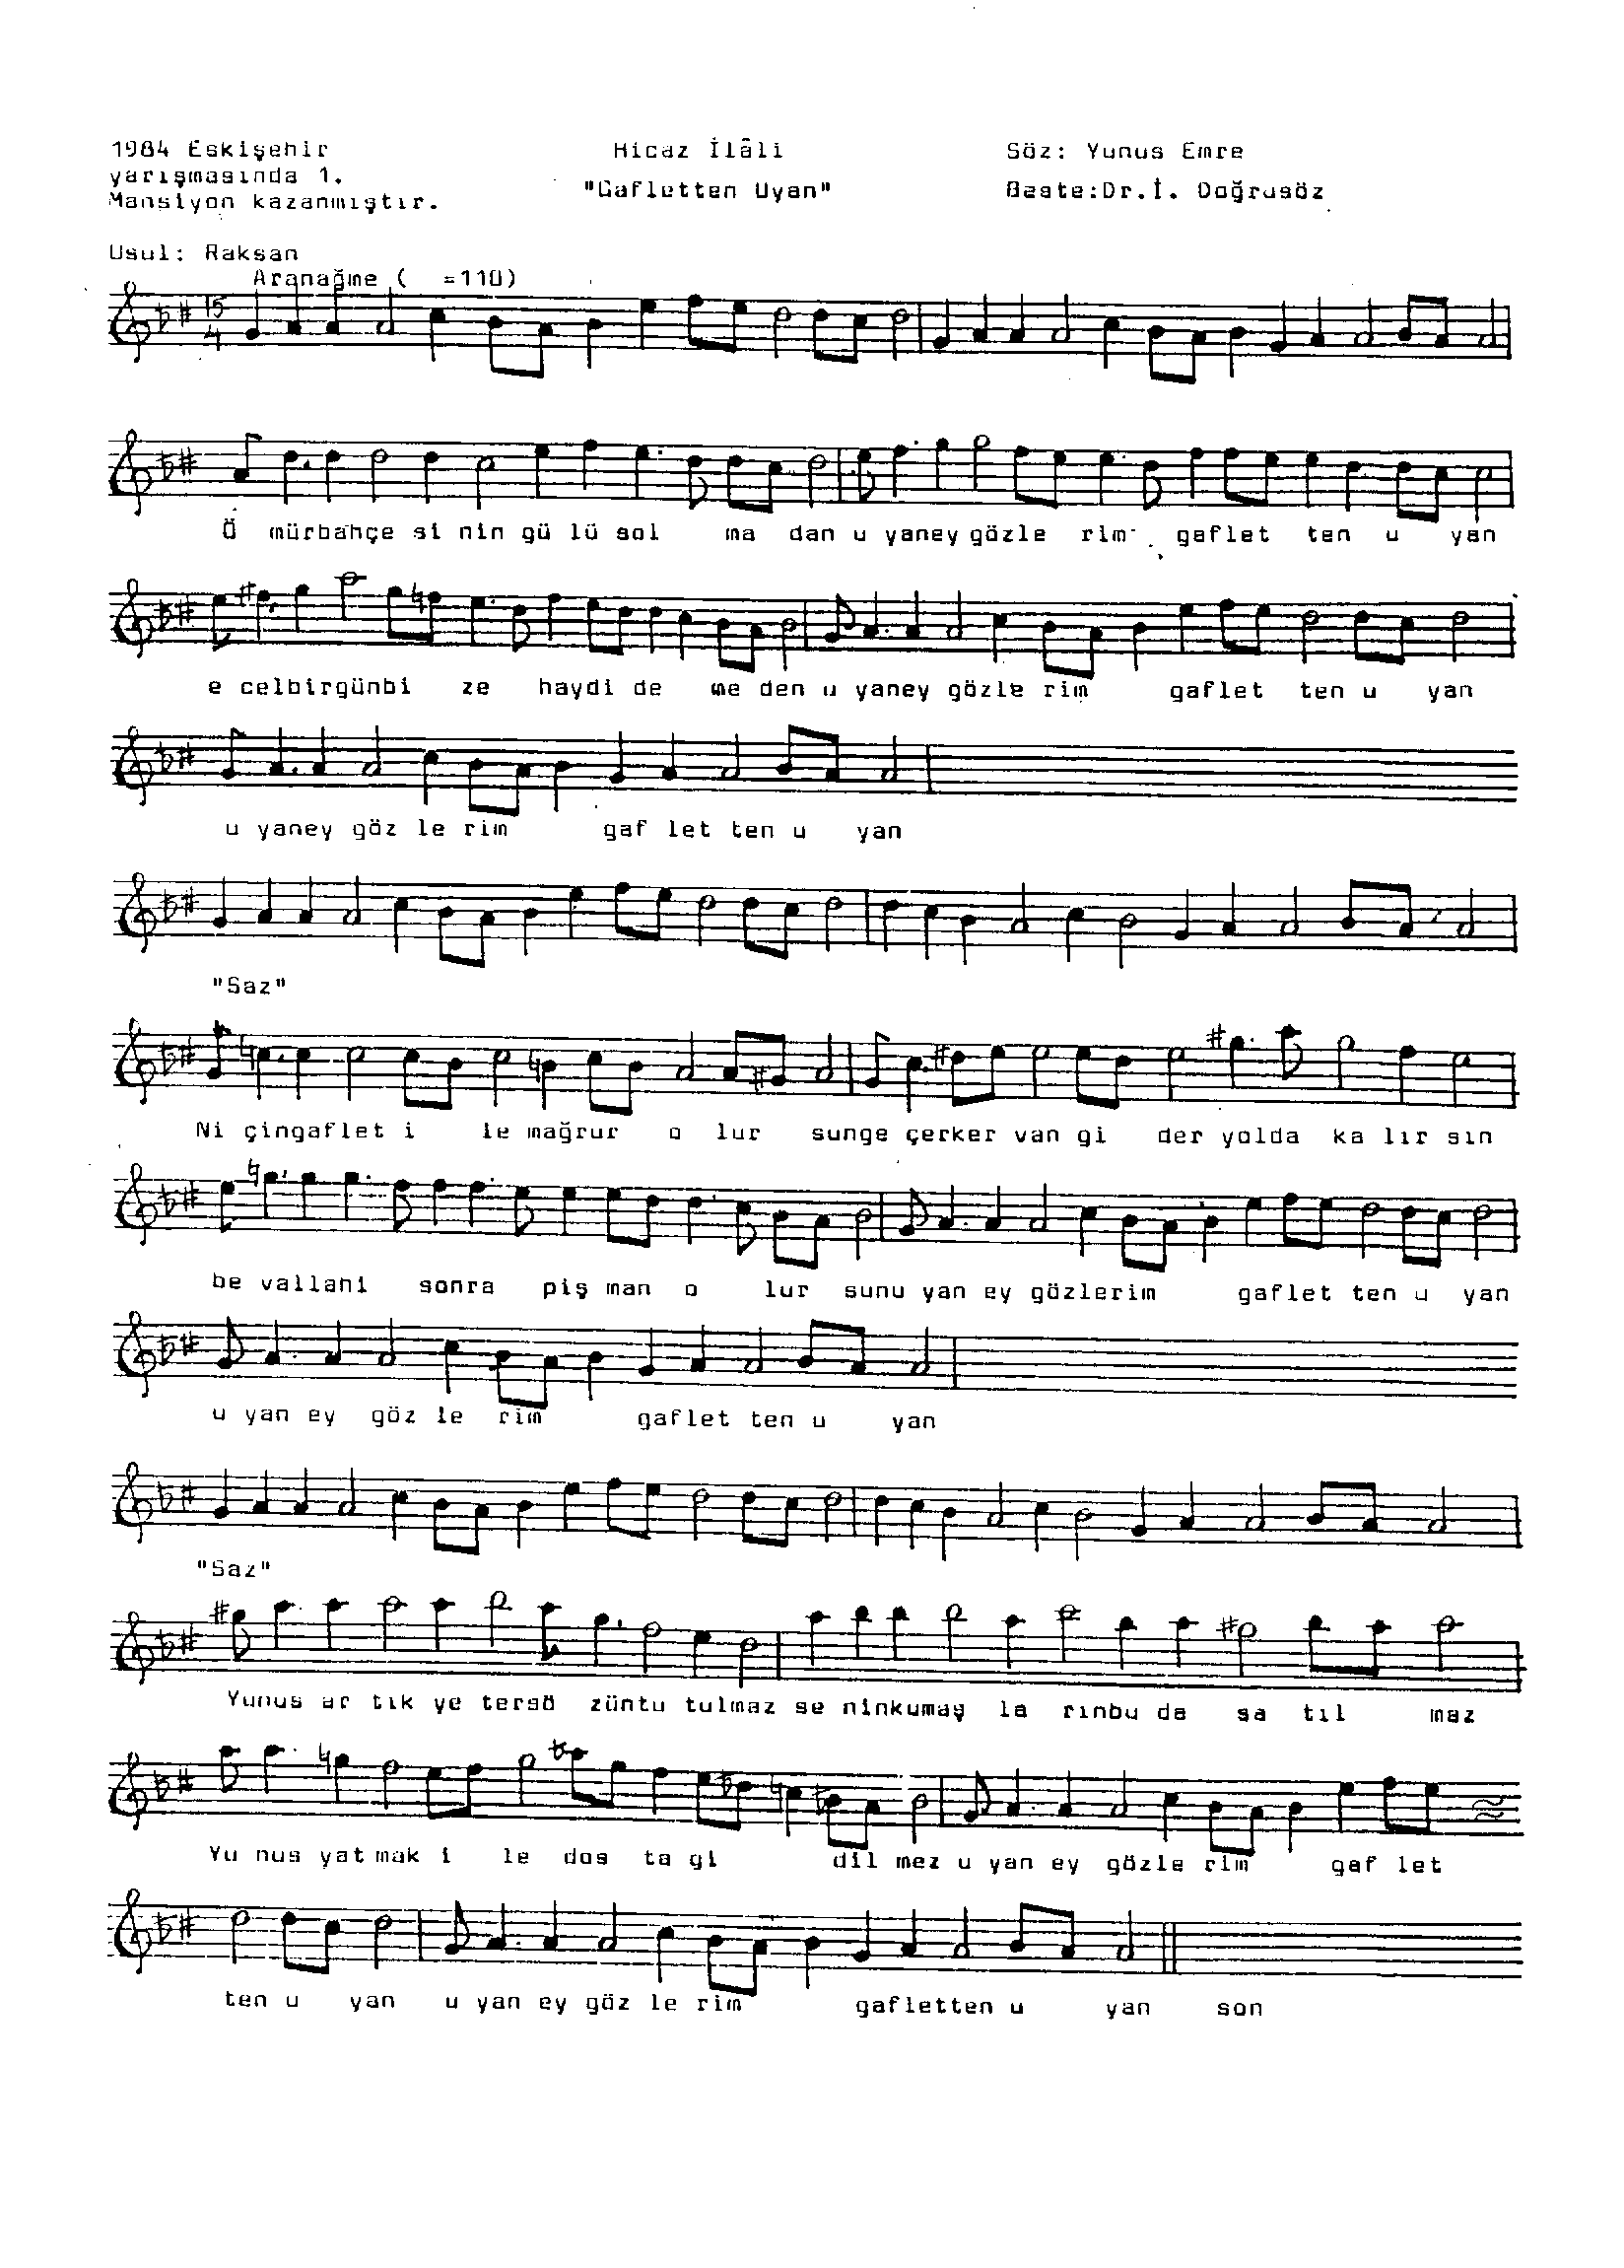 1984 Eskişehir
yarışmasında 1.
Mansiyon kazanmıştır.
Hicaz İlâli
"Gafletten Uyan"
Söz: Yunus Emre
Beste:Dr.İ. Doğrusöz
Usul: Raksan
Aranağme ( =110)
15
4
Ö mürbahçe si nin gü lü sol ma dan u yaney gözle rim gaflet ten u yan
e celbirgünbi ze haydi de me den u yaney gözle rim gaflet ten u yan
u yaney göz le rim gaf let ten u yan
"Saz"
Ni çingaflet i le mağrur o lur sunge çerker van gi der yolda ka lır sın
be vallahi sonra piş man o lur sunu yan ey gözlerim gaflet ten u yan
u yan ey göz le rim gaflet ten u yan
"Saz"
Yunus ar tık ye tersö züntu tulmaz se ninkumaş la rınbu da sa tıl maz
Yu nus yat mak i le dos ta gi dil mez u yan ey gözle rim gaf let
ten u yan u yan ey göz le rim gafletten u yan son